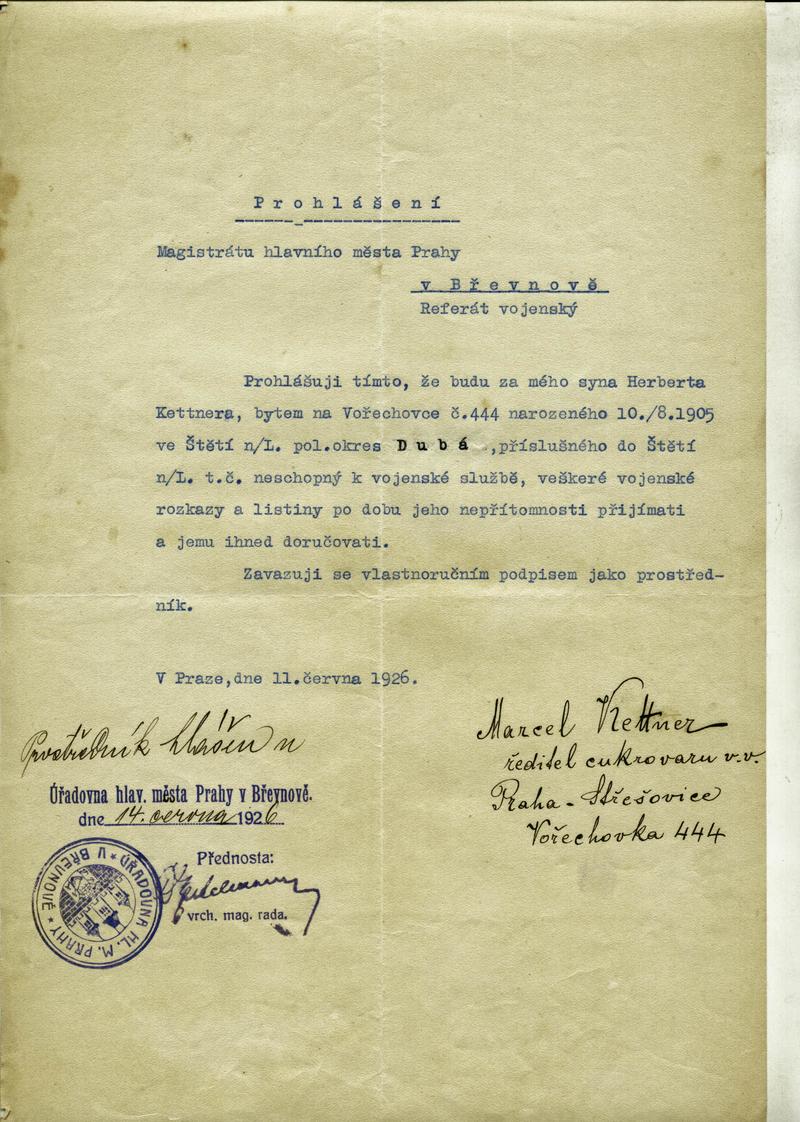 Prohlášení
Magistrátu hlavního města Prahy
v Břevnově
Referát vojenský
Prohlášuji tímto, že budu za mého syna Herberta
Kettnera, bytem na Vořechovce č.444 narozeného 10./8.1905
ve Štětí n/L. pol.okres Dubá ,příslušného do Štětí
n/L. t.č. neschopný k vojenské službě, veškeré vojenské
rozkazy a listiny po dobu jeho nepřítomnosti přijímati
a jemu ihned doručovati.
Zavazuji se vlastnoručním podpisem jako prostřed-
ník.
V Praze,dne 11.června 1926.
Marcel Kettner
ředitel cukrovaru v.v.
Praha - Střešovice
Vořechovka 444
Prostředník hlášen
Úřadovna hlav. města Prahy v Břevnově.
dne 14. června 1926
Přednosta:
vrch. mag. rada.
ÚŘADOVNA HL. M. PRAHY * V BŘEVNOVĚ *